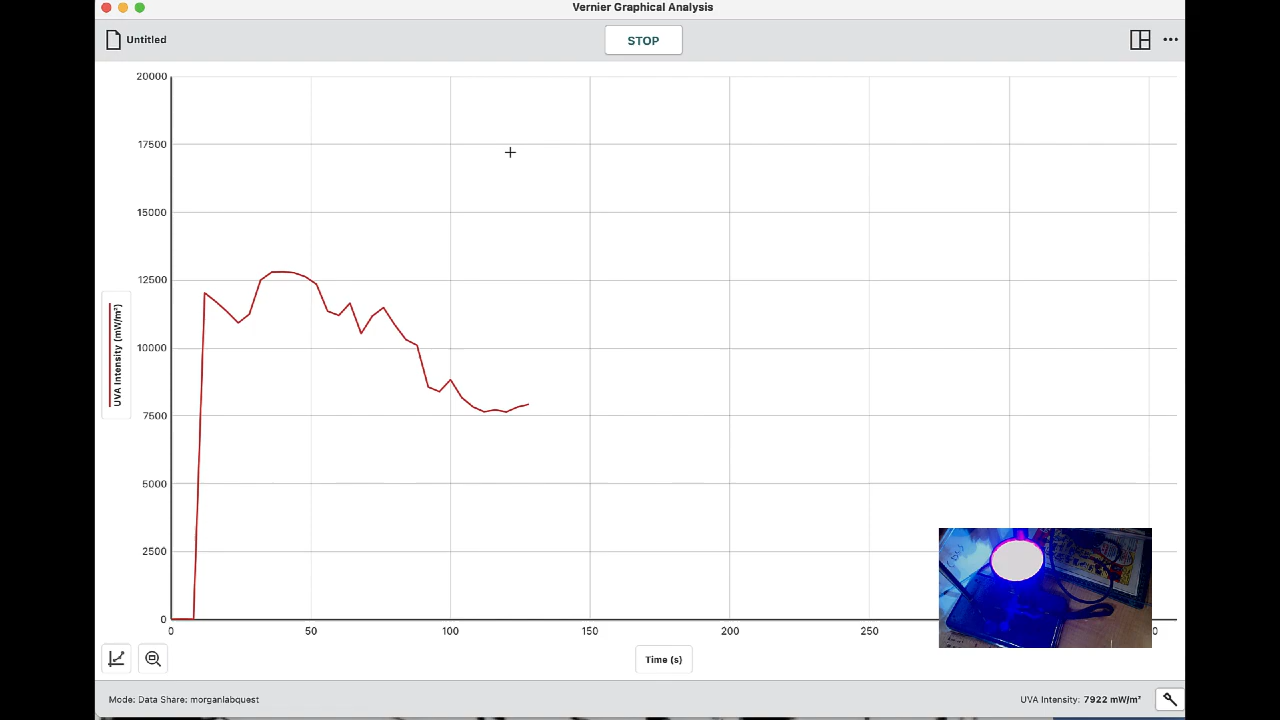 Vernier Graphical Analysis
Untitled
STOP
20000
17500
15000
12500
10000
7500
5000
2500
0
UVA Intensity (mW/m²)
0 50 100 150 200 250 0
Time (s)
Mode: Data Share: morganlabquest
UVA Intensity: 7922 mW/m²